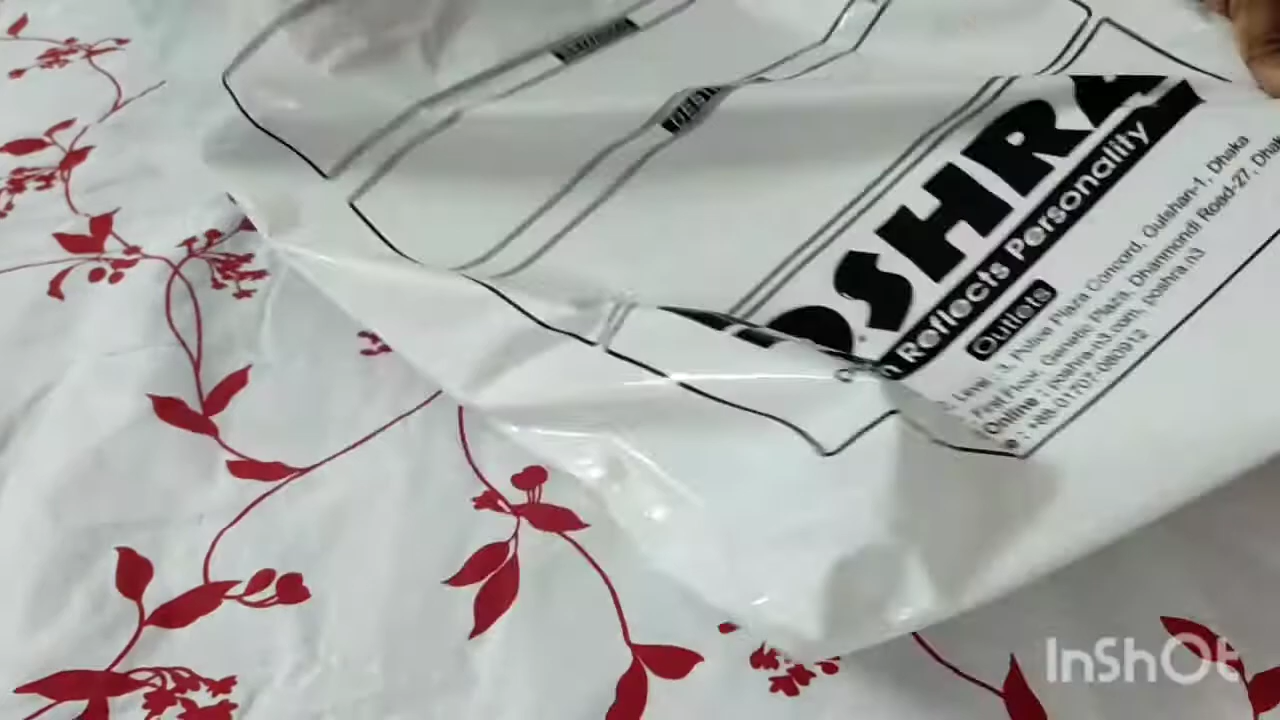 OSHRA
n Reflects Personality
Outlets
Level : 3, Police Plaza Concord, Gulshan-1, Dhaka
First Floor, Genetic Plaza, Dhanmondi Road-27, Dhak
Online : poshra-n3.com, poshra.n3
e : +88-01707-080912
InShOt